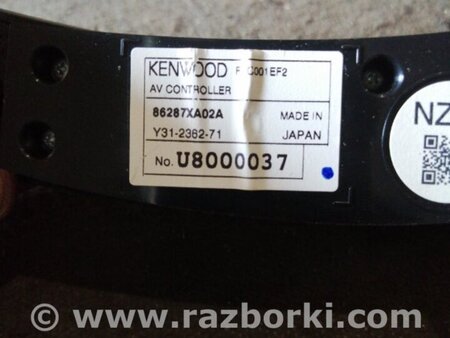 KENWOOD
AV CONTROLLER
86287XA02A MADE IN
Y31-2362-71 JAPAN
No. U8000037
NZ
© www.razborki.com